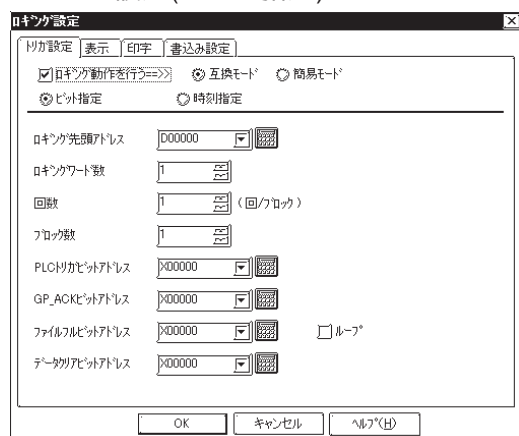 ロギング設定
トリガ設定 表示 印字 書込み設定
ロギング動作を行う==>> 互換モード 簡易モード
ビット指定 時刻指定
ロギング先頭アドレス D00000
ロギングワード数 1
回数 1 (回/ブロック)
ブロック数 1
PLCトリガビットアドレス X00000
GP_ACKビットアドレス X00000
ファイルフルビットアドレス X00000 ループ
データクリアビットアドレス X00000
OK キャンセル ヘルプ(H)